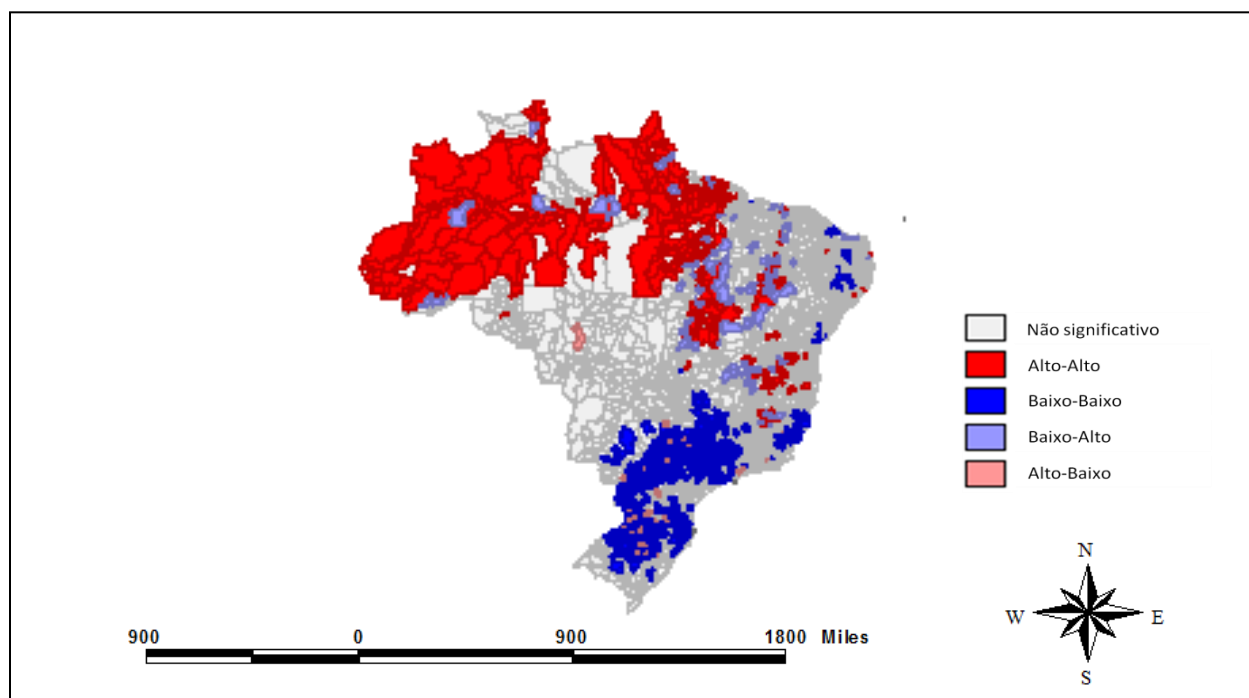 Não significativo
Alto-Alto
Baixo-Baixo
Baixo-Alto
Alto-Baixo
N
W E
S
900 0 900 1800 Miles